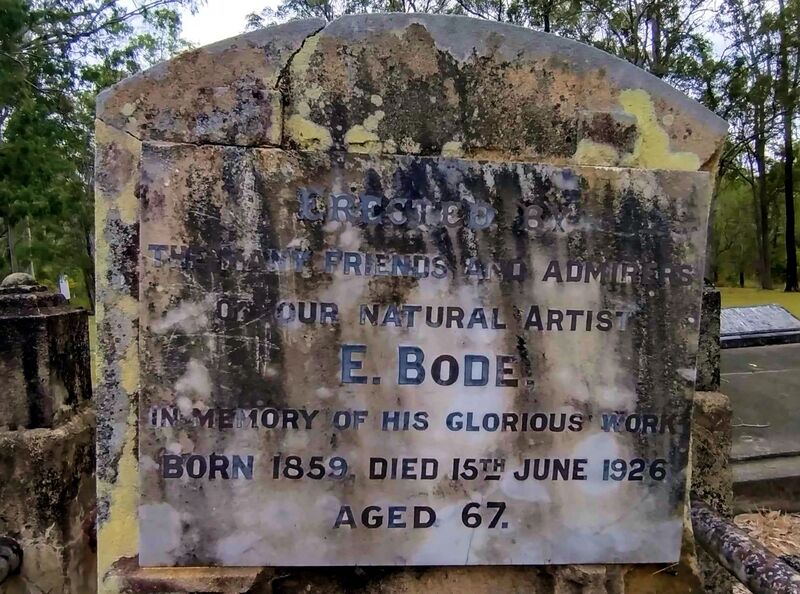 ERECTED BY
THE MANY FRIENDS AND ADMIRERS
OF OUR NATURAL ARTIST
E. BODE.
IN MEMORY OF HIS GLORIOUS WORK
BORN 1859, DIED 15TH JUNE 1926
AGED 67.